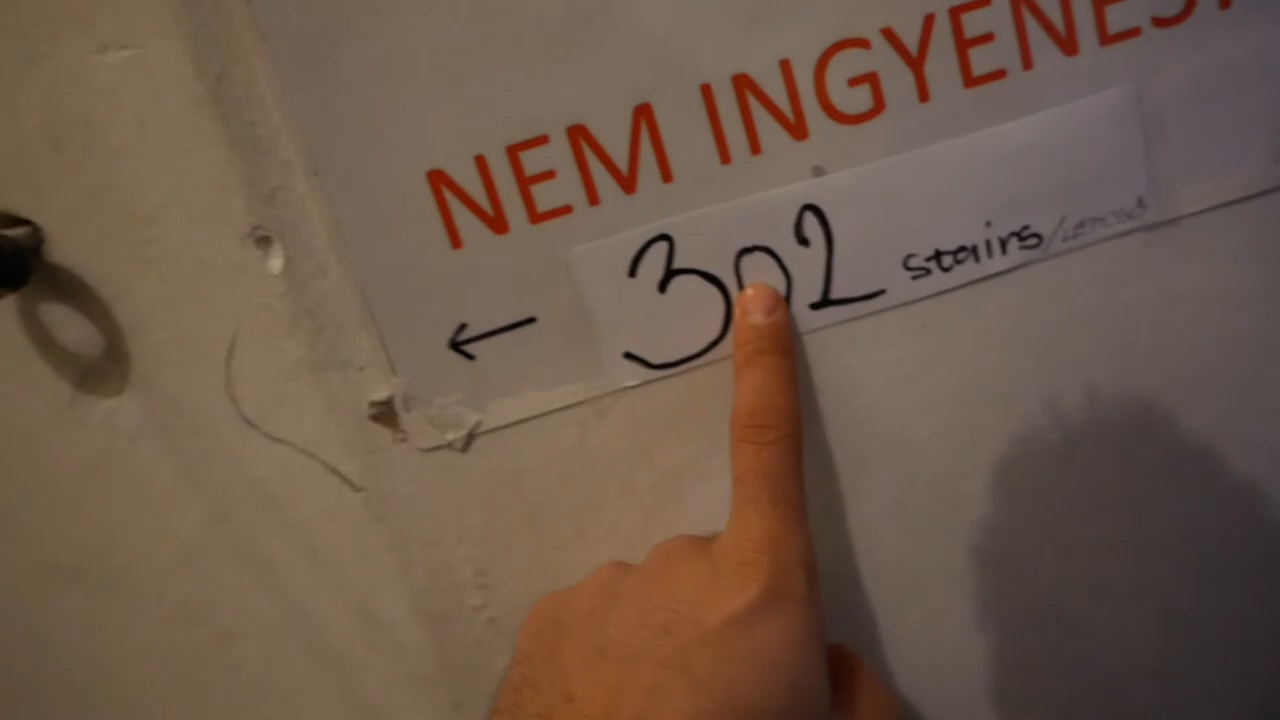 NEM INGYENES!
← 302 stairs/